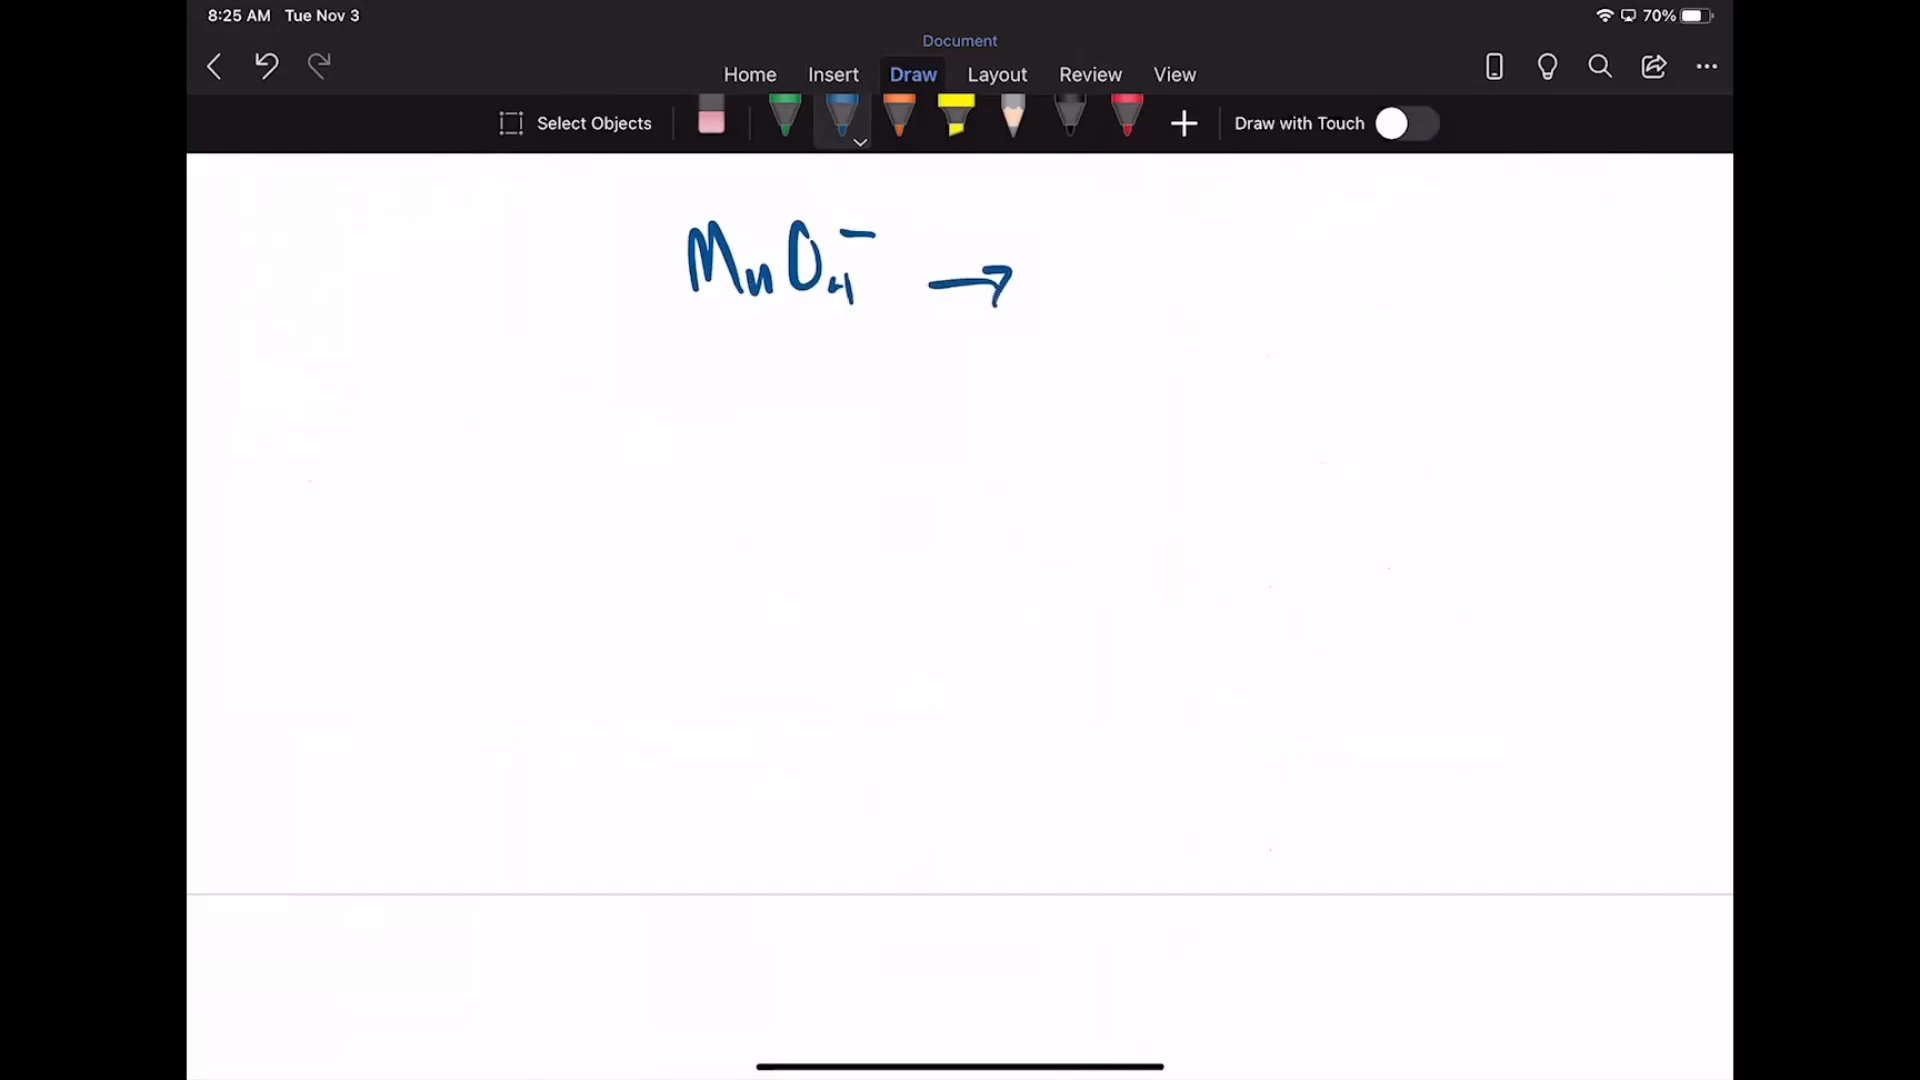 8:25 AM Tue Nov 3 70%
Document
Home Insert Draw Layout Review View
Select Objects Draw with Touch
MnO₄⁻ →